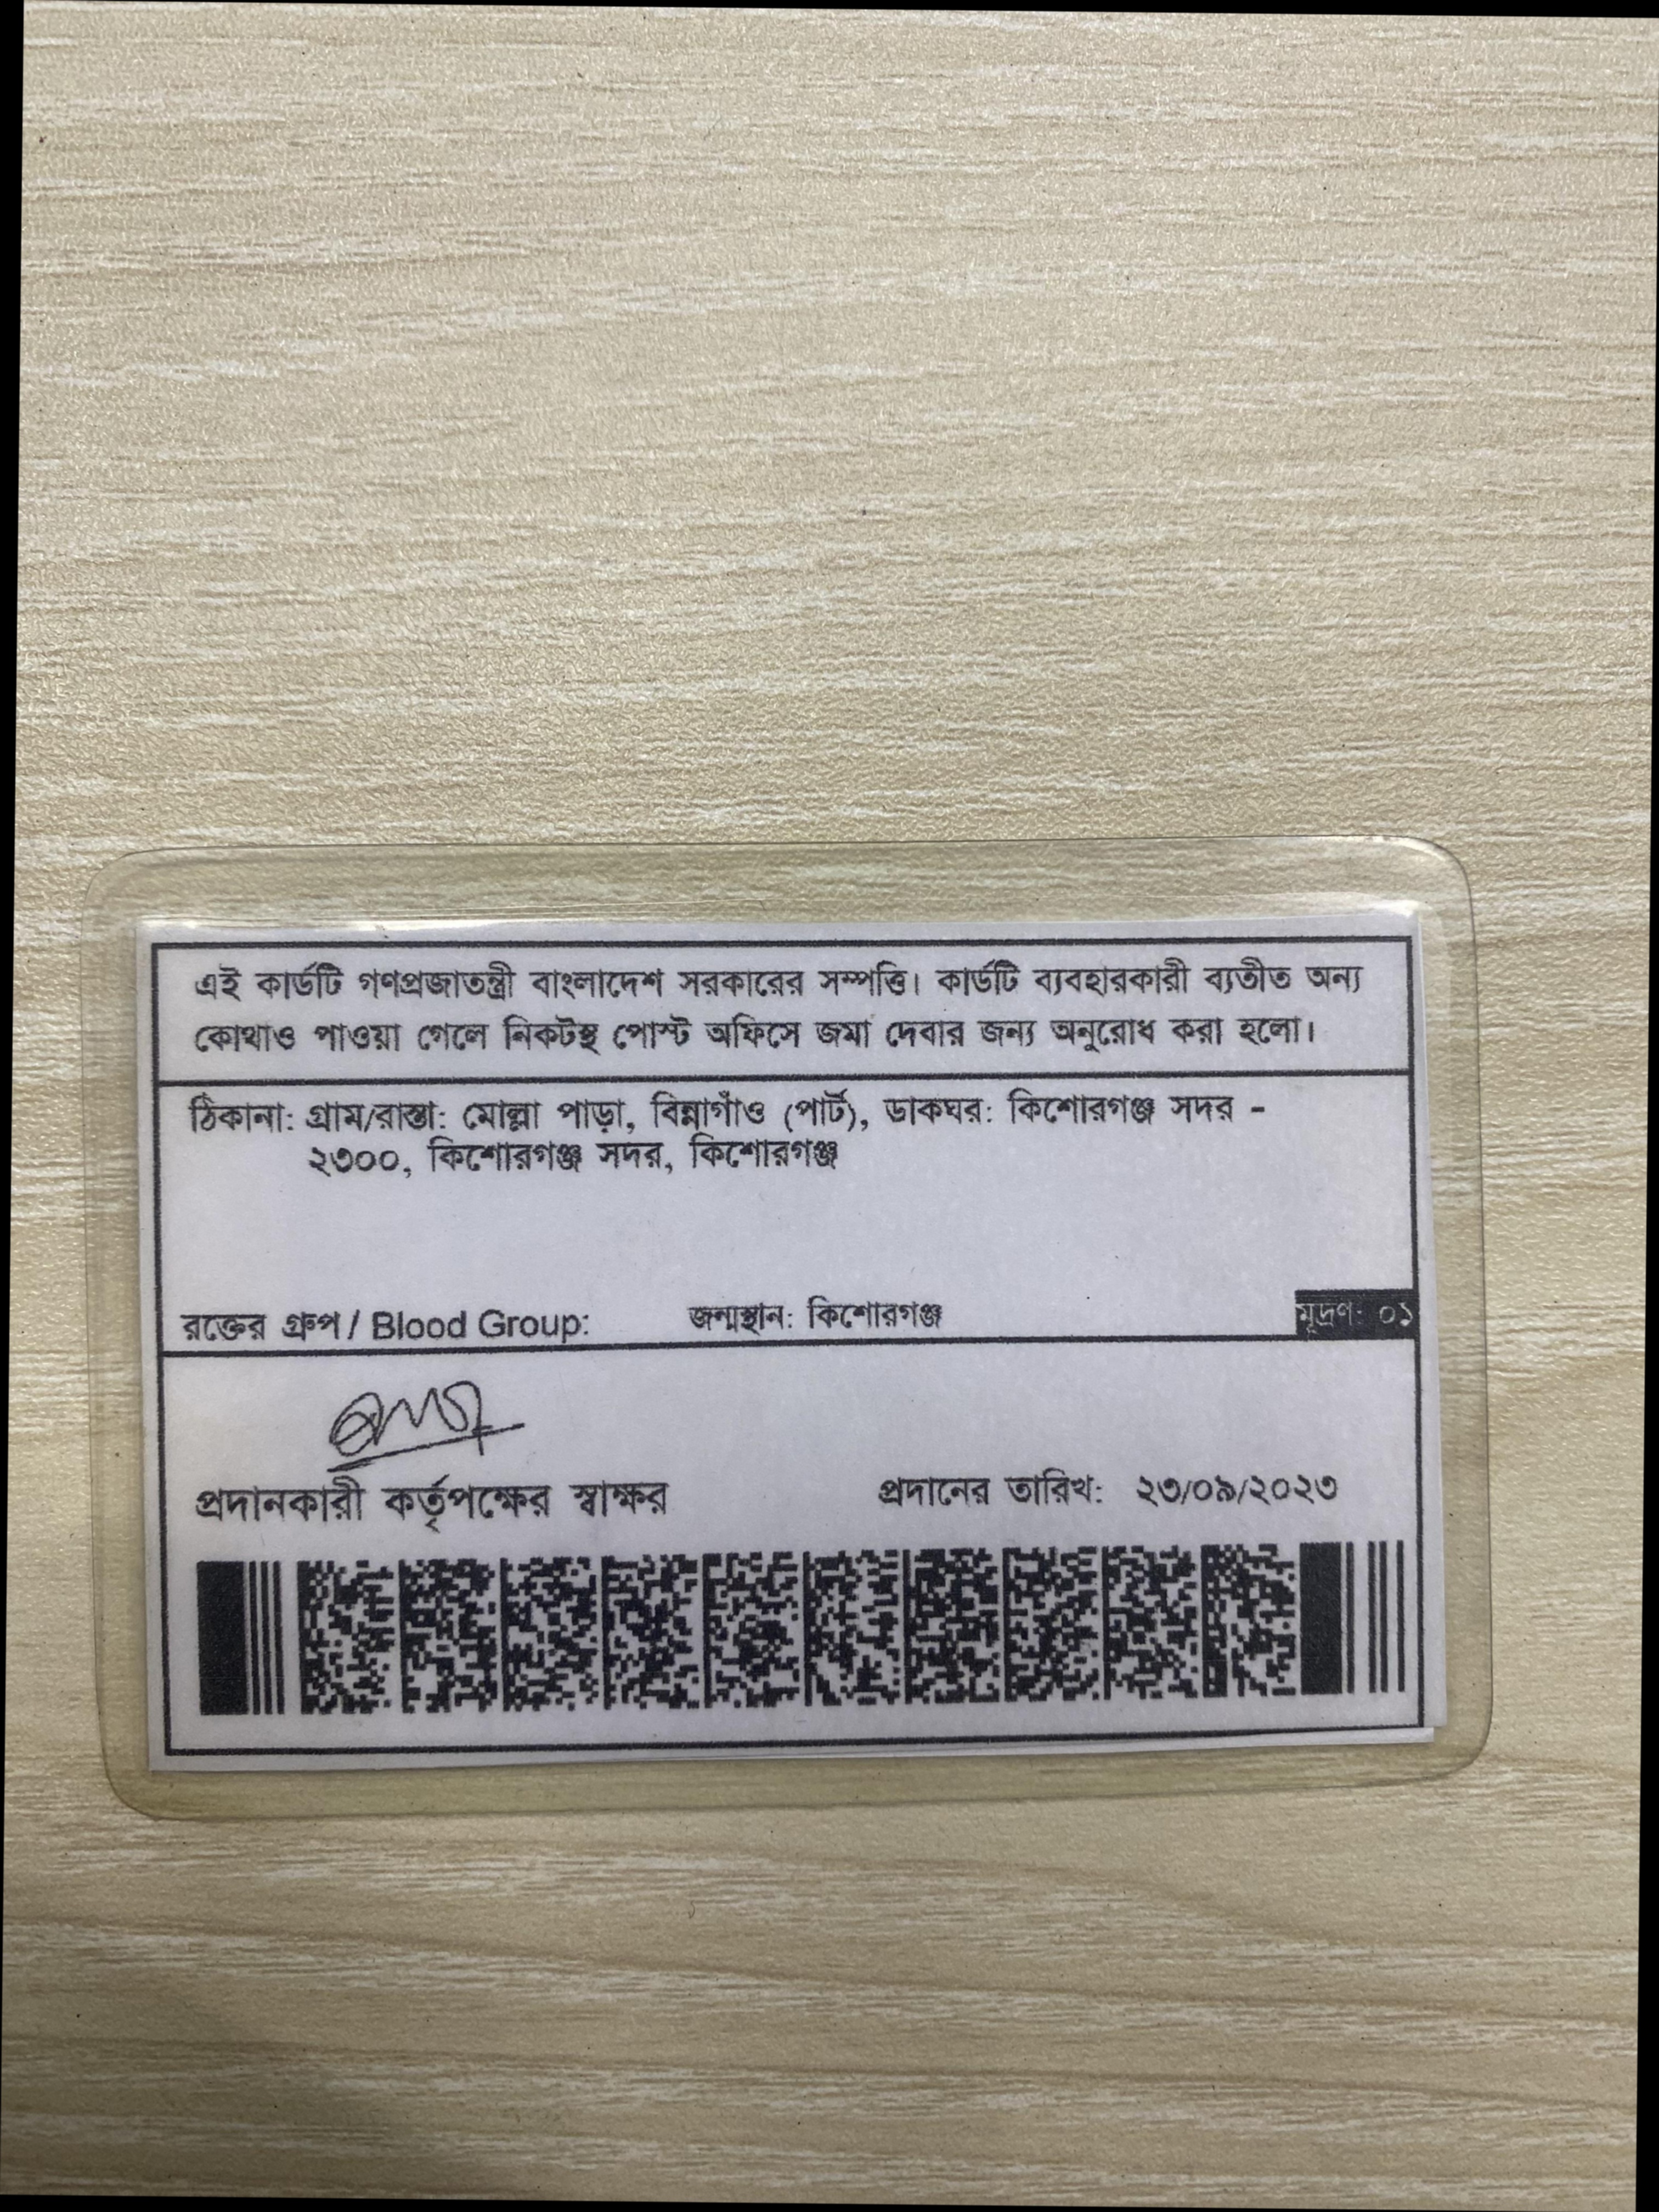 এই কার্ডটি গণপ্রজাতন্ত্রী বাংলাদেশ সরকারের সম্পত্তি। কার্ডটি ব্যবহারকারী ব্যতীত অন্য
কোথাও পাওয়া গেলে নিকটস্থ পোস্ট অফিসে জমা দেবার জন্য অনুরোধ করা হলো।
ঠিকানা: গ্রাম/রাস্তা: মোল্লা পাড়া, বিন্নাগাঁও (পার্ট), ডাকঘর: কিশোরগঞ্জ সদর -
২৩০০, কিশোরগঞ্জ সদর, কিশোরগঞ্জ
রক্তের গ্রুপ / Blood Group: জন্মস্থান: কিশোরগঞ্জ মূদ্রণ: ০১
প্রদানকারী কর্তৃপক্ষের স্বাক্ষর প্রদানের তারিখ: ২৩/০৯/২০২৩